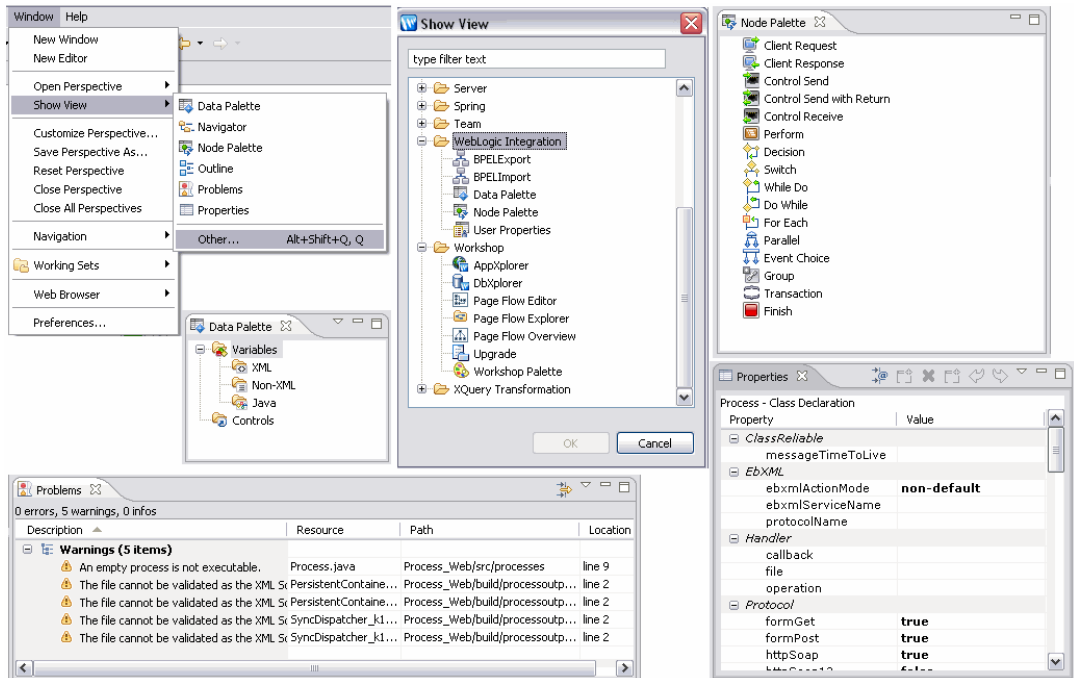 Window Help
New Window
New Editor
Open Perspective
Show View
Customize Perspective...
Save Perspective As...
Reset Perspective
Close Perspective
Close All Perspectives
Navigation
Working Sets
Web Browser
Preferences...
Data Palette
Navigator
Node Palette
Outline
Problems
Properties
Other... Alt+Shift+Q, Q
Data Palette
Variables
XML
Non-XML
Java
Controls
Show View
type filter text
Server
Spring
Team
WebLogic Integration
BPELExport
BPELImport
Data Palette
Node Palette
User Properties
Workshop
AppXplorer
DbXplorer
Page Flow Editor
Page Flow Explorer
Page Flow Overview
Upgrade
Workshop Palette
XQuery Transformation
OK Cancel
Node Palette
Client Request
Client Response
Control Send
Control Send with Return
Control Receive
Perform
Decision
Switch
While Do
Do While
For Each
Parallel
Event Choice
Group
Transaction
Finish
Problems
0 errors, 5 warnings, 0 infos
Description Resource Path Location
Warnings (5 items)
An empty process is not executable. Process.java Process_Web/src/processes line 9
The file cannot be validated as the XML Sc PersistentContaine... Process_Web/build/processoutp... line 2
The file cannot be validated as the XML Sc PersistentContaine... Process_Web/build/processoutp... line 2
The file cannot be validated as the XML Sc SyncDispatcher_k1... Process_Web/build/processoutp... line 2
The file cannot be validated as the XML Sc SyncDispatcher_k1... Process_Web/build/processoutp... line 2
Properties
Process - Class Declaration
Property Value
ClassReliable
messageTimeToLive
EbXML
ebxmlActionMode non-default
ebxmlServiceName
protocolName
Handler
callback
file
operation
Protocol
formGet true
formPost true
httpSoap true